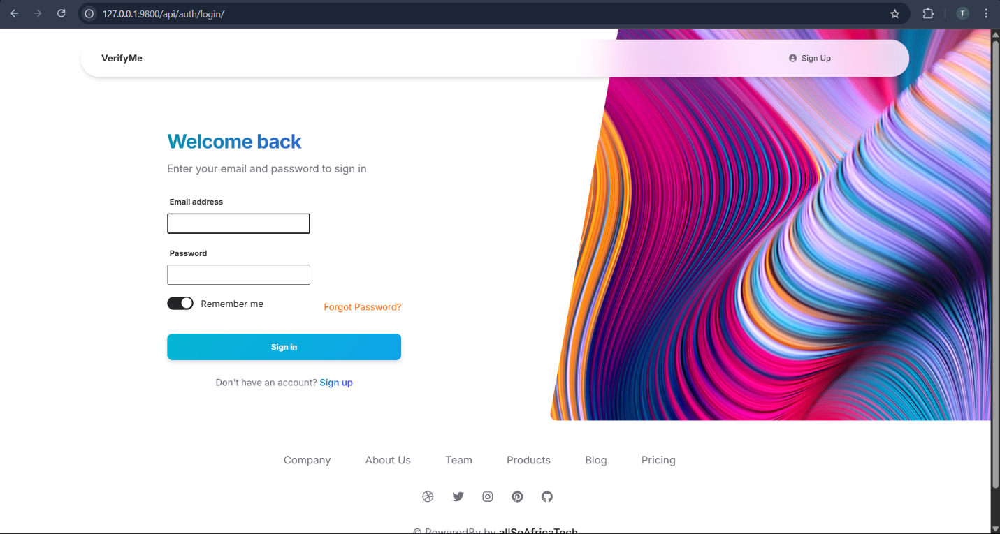 127.0.0.1:9800/api/auth/login/
T
VerifyMe
Sign Up
Welcome back
Enter your email and password to sign in
Email address
Password
Remember me
Forgot Password?
Sign in
Don't have an account? Sign up
Company About Us Team Products Blog Pricing
© PoweredBy by allSoAfricaTech